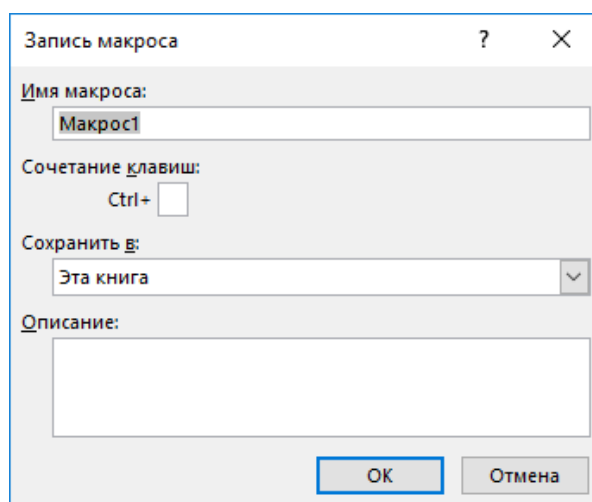 Запись макроса ? ×
Имя макроса:
Макрос1
Сочетание клавиш:
Ctrl+
Сохранить в:
Эта книга
Описание:
ОК Отмена